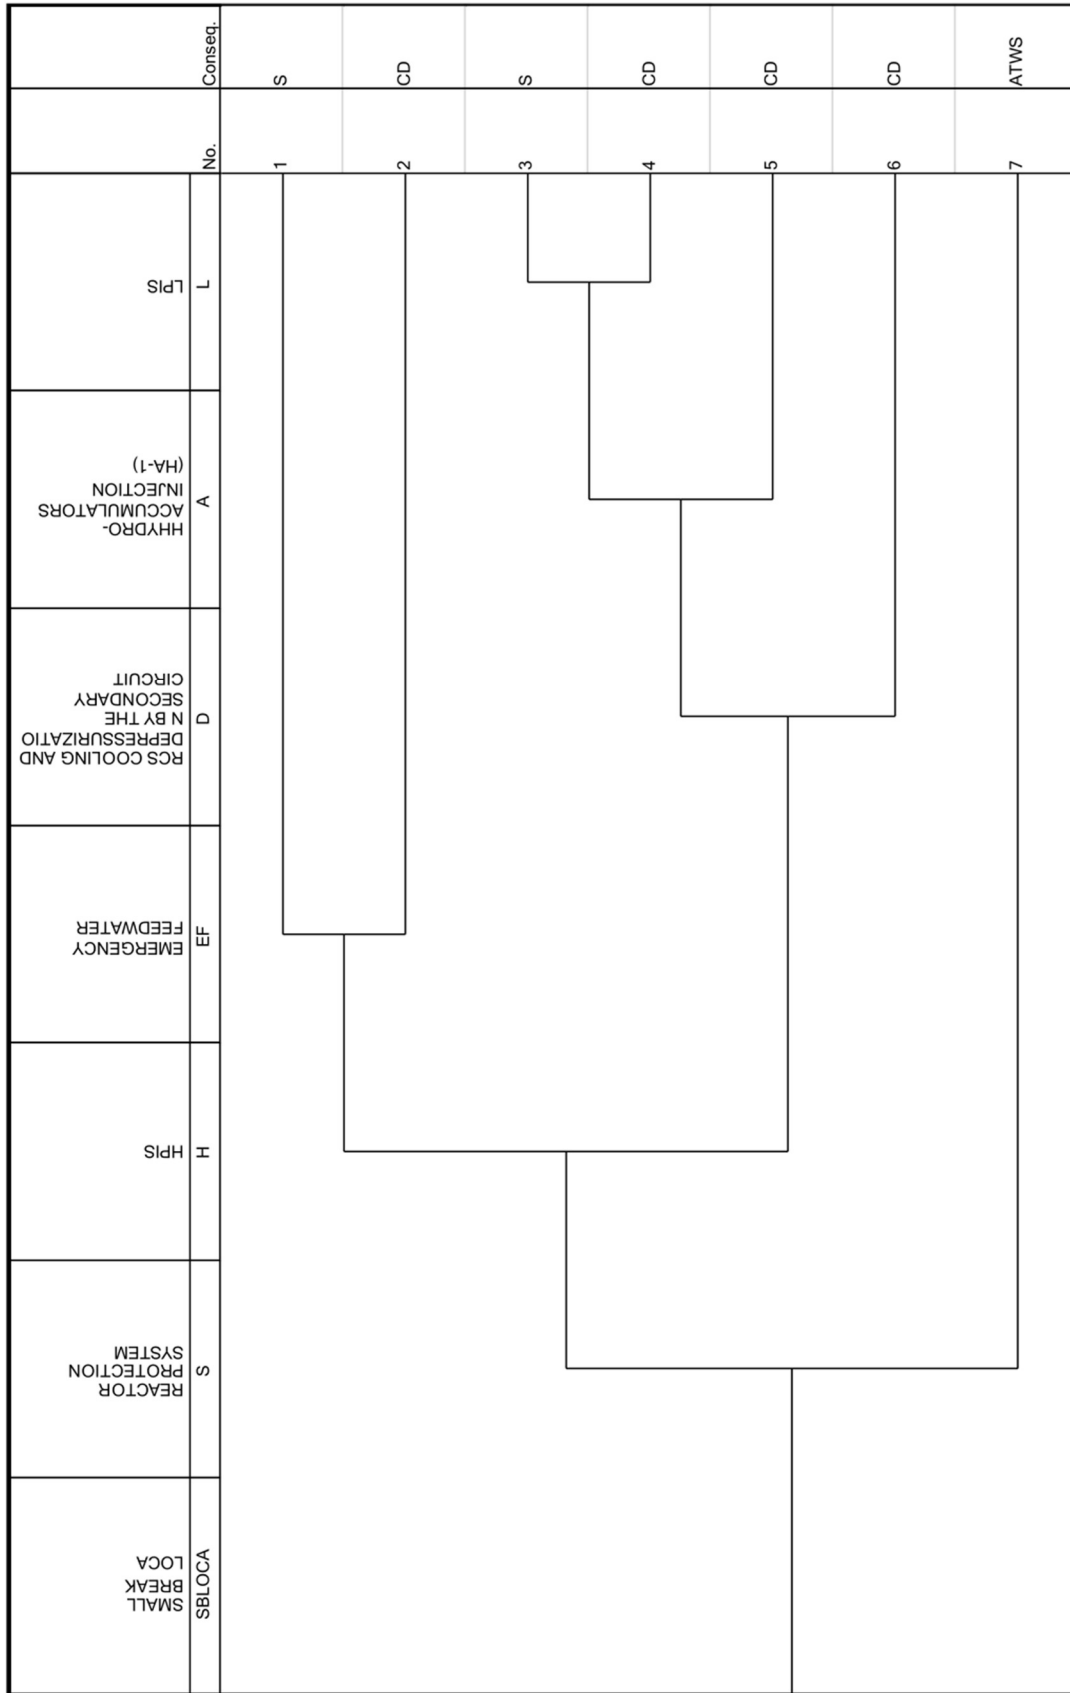 SMALL
BREAK
LOCA
REACTOR
PROTECTION
SYSTEM
HPIS
EMERGENCY
FEEDWATER
RCS COOLING AND
DEPRESSURIZATIO
N BY THE
SECONDARY
CIRCUIT
HHYDRO-
ACCUMULATORS
INJECTION
(HA-1)
LPIS
SBLOCA
S
H
EF
D
A
L
No.
Conseq.
1
S
2
CD
3
S
4
CD
5
CD
6
CD
7
ATWS